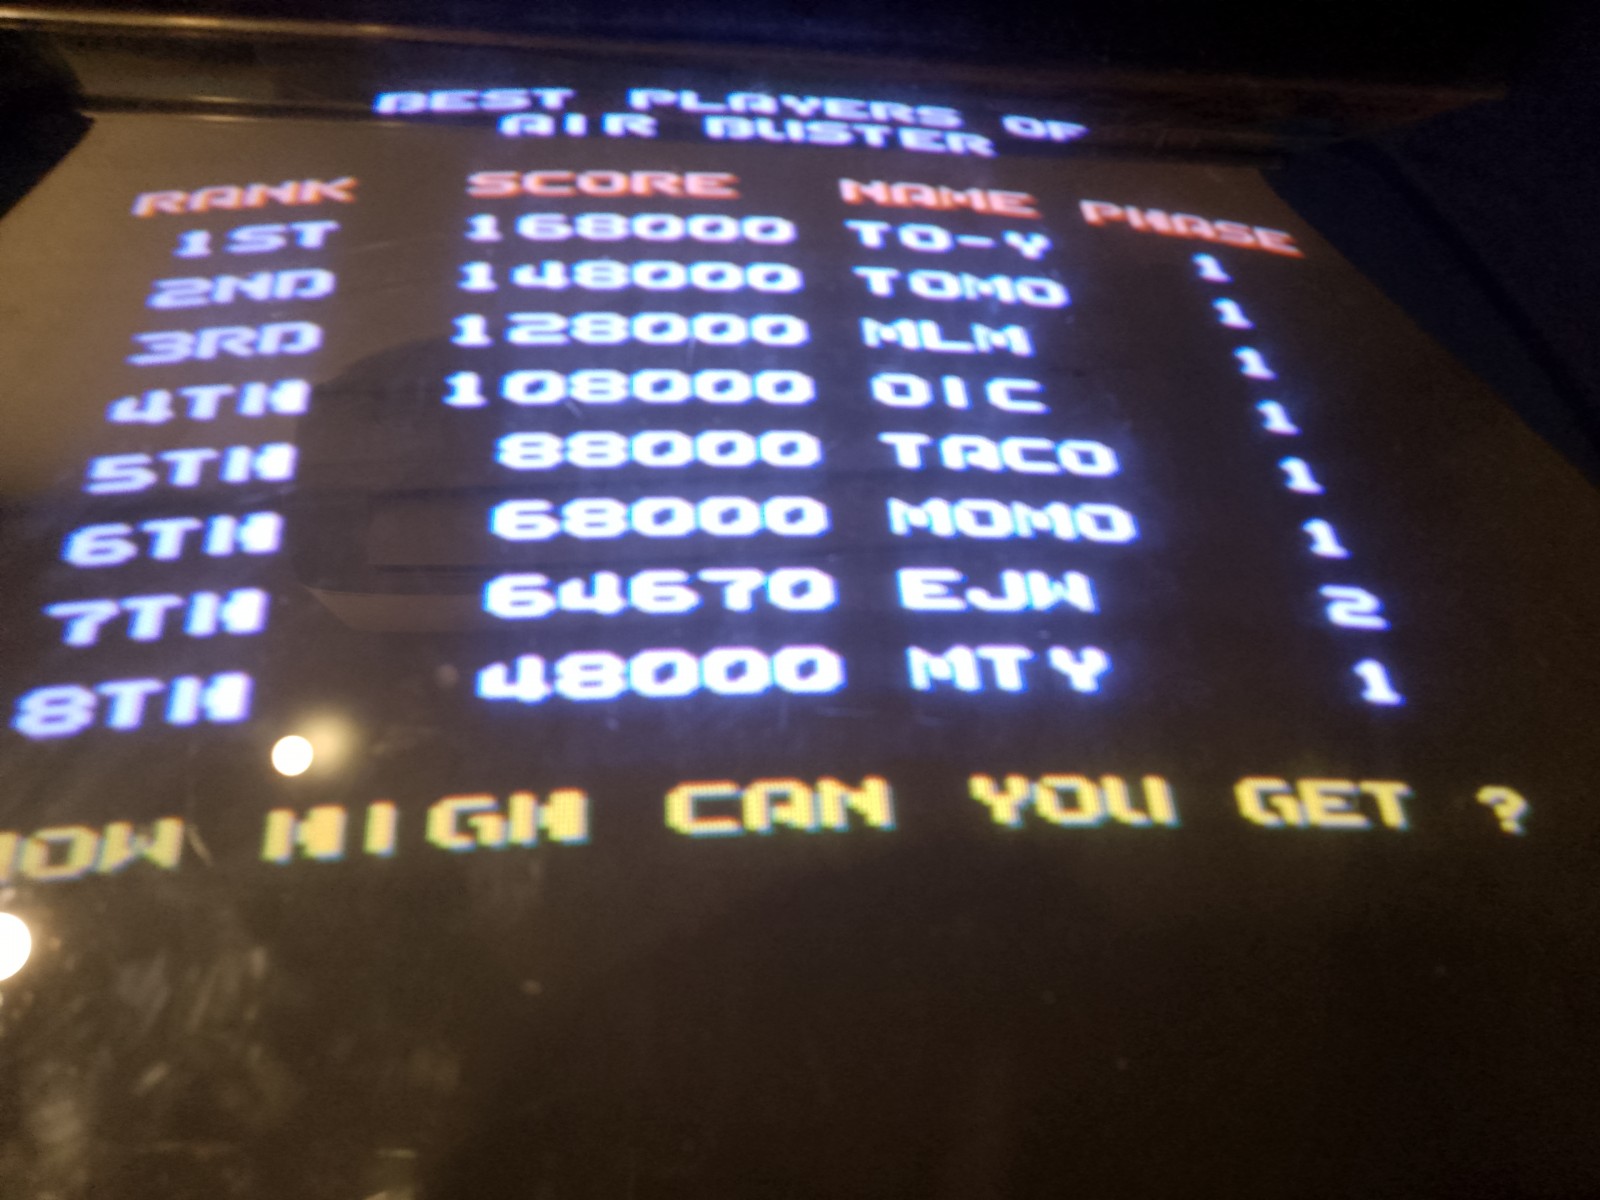 BEST PLAYERS OF
AIR BUSTER
RANK SCORE NAME PHASE
1ST 168000 TO-Y 1
2ND 148000 TOMO 1
3RD 128000 MLM 1
4TH 108000 OIC 1
5TH 88000 TACO 1
6TH 68000 MOMO 1
7TH 64670 EJW 2
8TH 48000 MTY 1
HOW HIGH CAN YOU GET ?